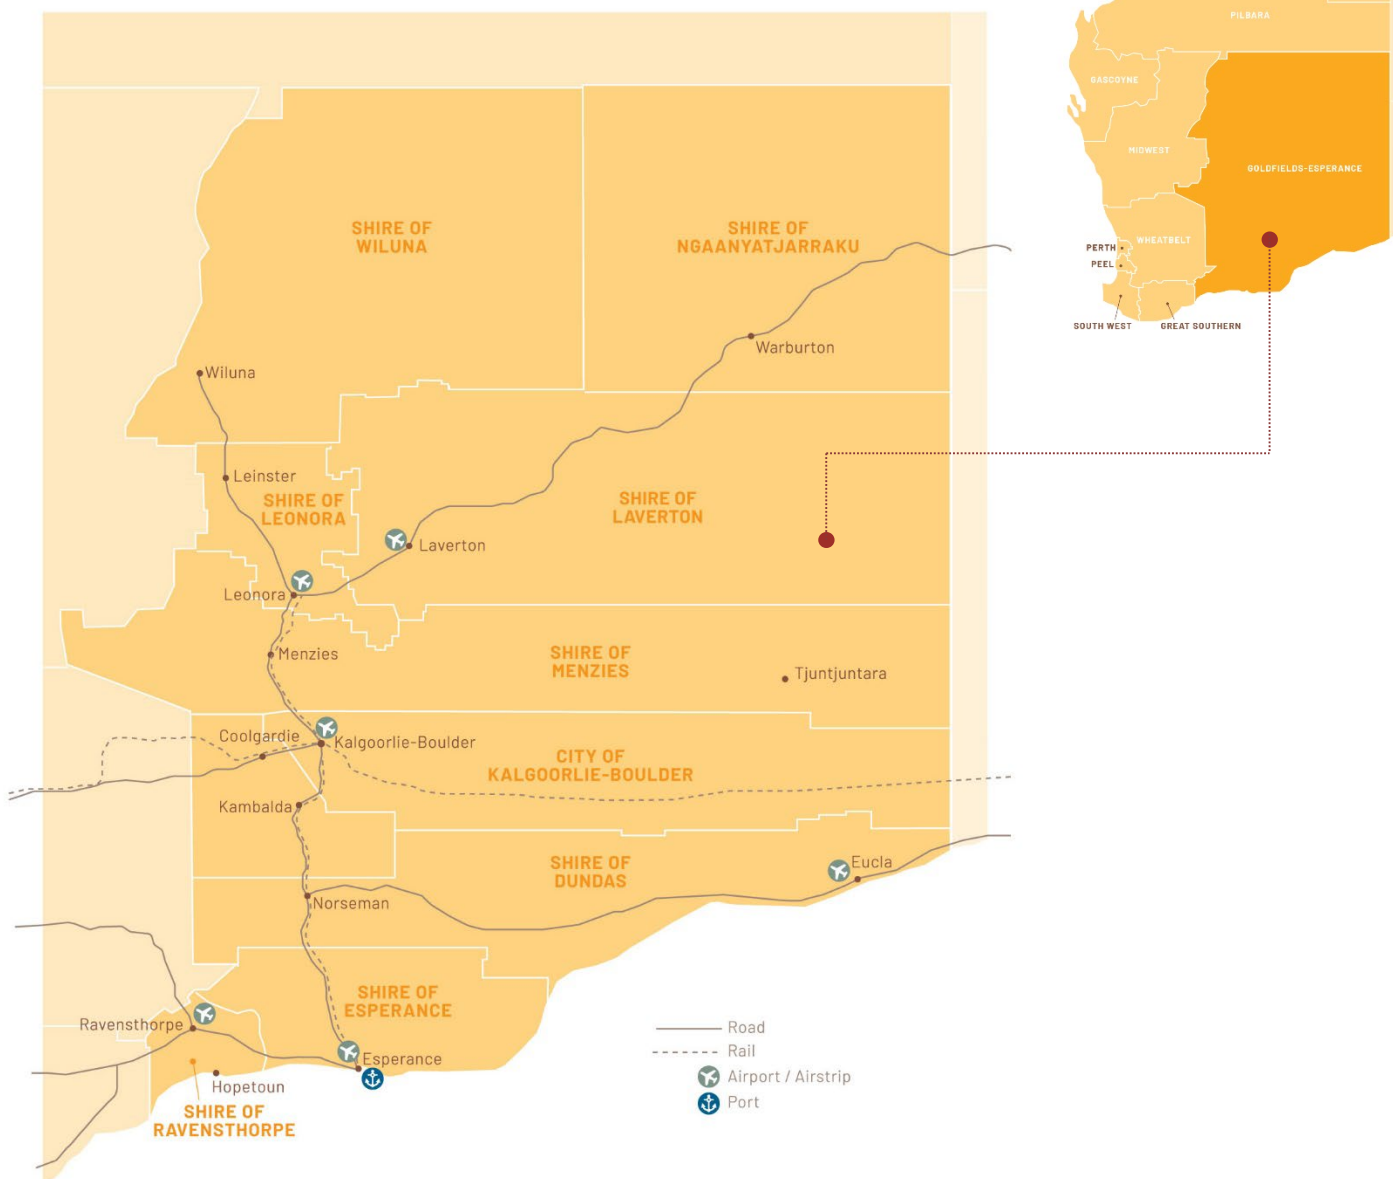 PILBARA
GASCOYNE
MIDWEST
GOLDFIELDS-ESPERANCE
WHEATBELT
PERTH
PEEL
SOUTH WEST
GREAT SOUTHERN
SHIRE OF
WILUNA
SHIRE OF
NGAANYATJARRAKU
Warburton
Wiluna
Leinster
SHIRE OF
LEONORA
SHIRE OF
LAVERTON
Laverton
Leonora
Menzies
SHIRE OF
MENZIES
Tjuntjuntara
Coolgardie
Kalgoorlie-Boulder
CITY OF
KALGOORLIE-BOULDER
Kambalda
SHIRE OF
DUNDAS
Eucla
Norseman
SHIRE OF
ESPERANCE
Ravensthorpe
Esperance
Hopetoun
SHIRE OF
RAVENSTHORPE
Road
Rail
Airport / Airstrip
Port